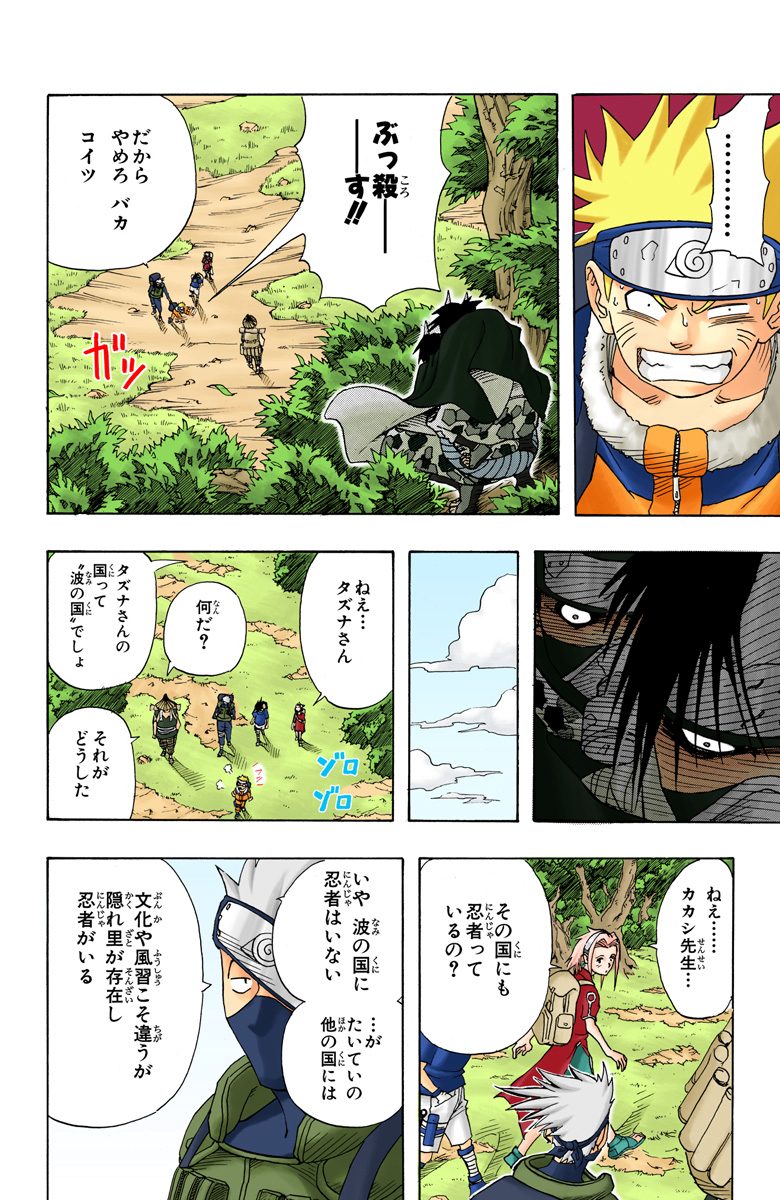 ………
ぶっ殺――
――す!!
だから
やめろ バカ
コイツ
ガッ
ねえ…
タズナさん
何だ?
タズナさんの
国って
〝波の国〟でしょ
それが
どうした
ゾロ
ゾロ
ねえ……
カカシ先生…
その国にも
忍者って
いるの?
いや 波の国に
忍者はいない
…が
たいていの
他の国には
文化や風習こそ違うが
隠れ里が存在し
忍者がいる